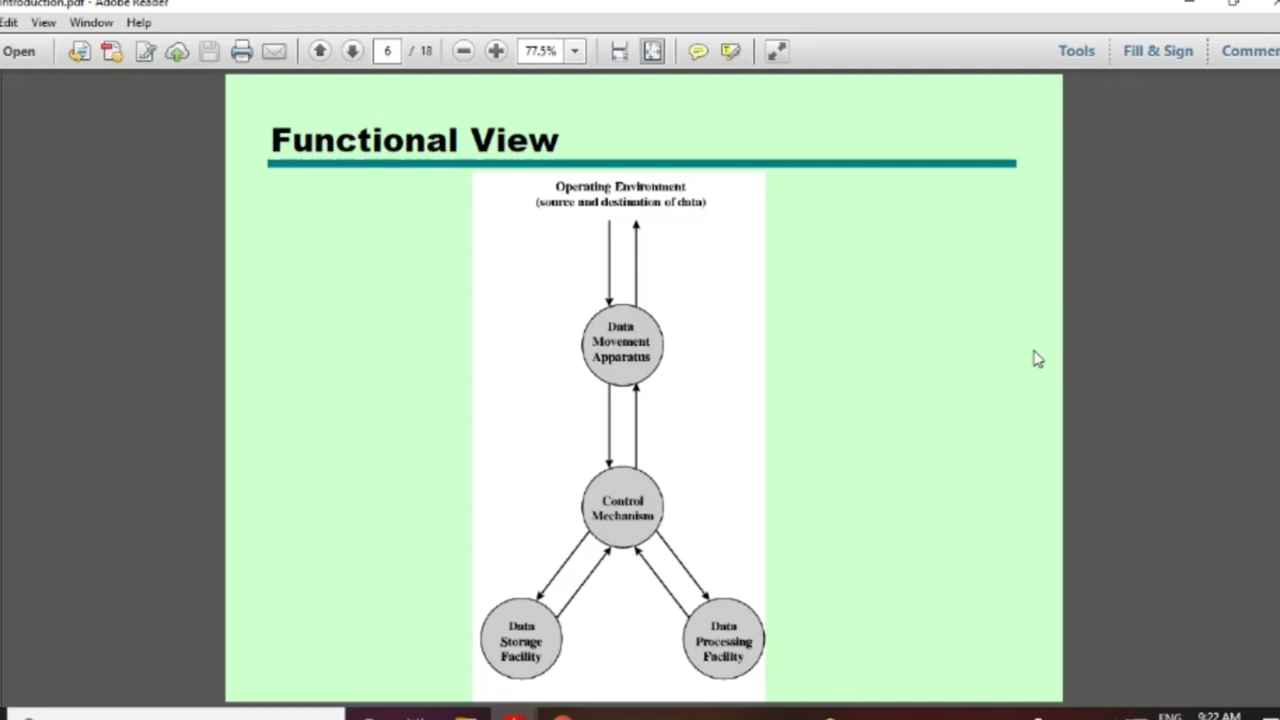 ntroduction.pdf - Adobe Reader
Edit View Window Help
Open 6 / 18 77.5% Tools Fill & Sign Commer
Functional View
Operating Environment
(source and destination of data)
Data
Movement
Apparatus
Control
Mechanism
Data
Storage
Facility
Data
Processing
Facility
ENG 9:22 AM